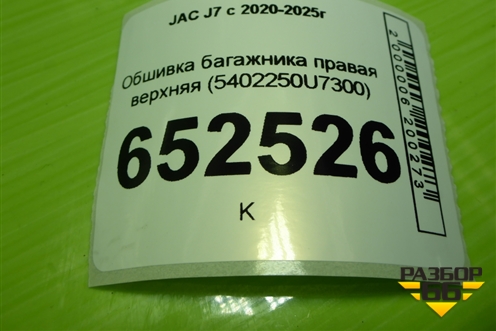 JAC J7 с 2020-2025г
Обшивка багажника правая
верхняя (5402250U7300)
652526
К
2000006200273
РАЗБОР
66